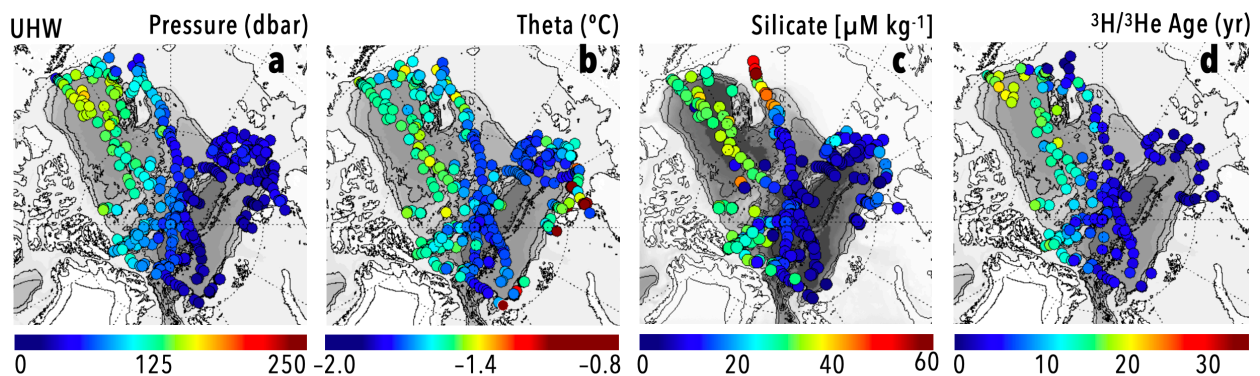 UHW Pressure (dbar) Theta (ºC) Silicate [µM kg⁻¹] ³H/³He Age (yr)
a b c d
0 125 250 −2.0 −1.4 −0.8 0 20 40 60 0 10 20 30